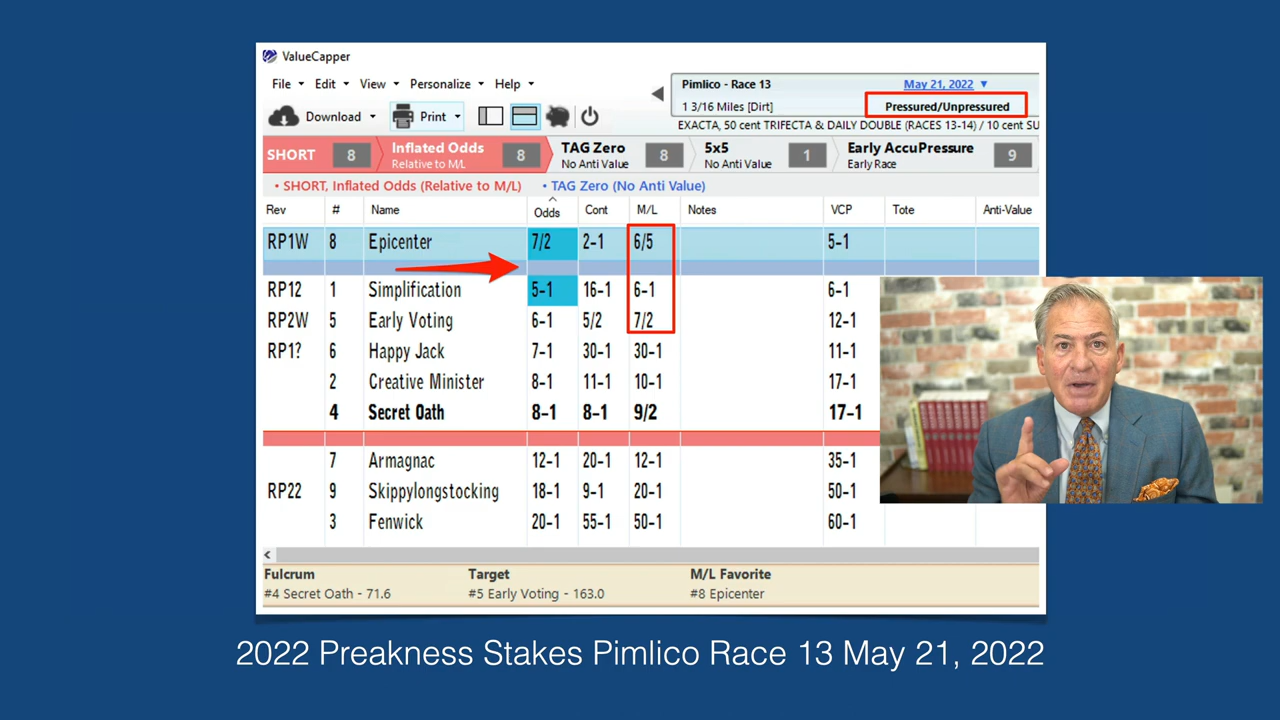 ValueCapper
File Edit View Personalize Help
Download Print
Pimlico - Race 13 May 21, 2022
1 3/16 Miles [Dirt] Pressured/Unpressured
EXACTA, 50 cent TRIFECTA & DAILY DOUBLE (RACES 13-14) / 10 cent SU
SHORT 8 Inflated Odds Relative to M/L 8 TAG Zero No Anti Value 8 5x5 No Anti Value 1 Early AccuPressure Early Race 9
• SHORT, Inflated Odds (Relative to M/L) • TAG Zero (No Anti Value)
Rev # Name Odds Cont M/L Notes VCP Tote Anti-Value
RP1W 8 Epicenter 7/2 2-1 6/5 5-1
RP12 1 Simplification 5-1 16-1 6-1 6-1
RP2W 5 Early Voting 6-1 5/2 7/2 12-1
RP1? 6 Happy Jack 7-1 30-1 30-1 11-1
2 Creative Minister 8-1 11-1 10-1 17-1
4 Secret Oath 8-1 8-1 9/2 17-1
7 Armagnac 12-1 20-1 12-1 35-1
RP22 9 Skippylongstocking 18-1 9-1 20-1 50-1
3 Fenwick 20-1 55-1 50-1 60-1
Fulcrum Target M/L Favorite
#4 Secret Oath - 71.6 #5 Early Voting - 163.0 #8 Epicenter
2022 Preakness Stakes Pimlico Race 13 May 21, 2022